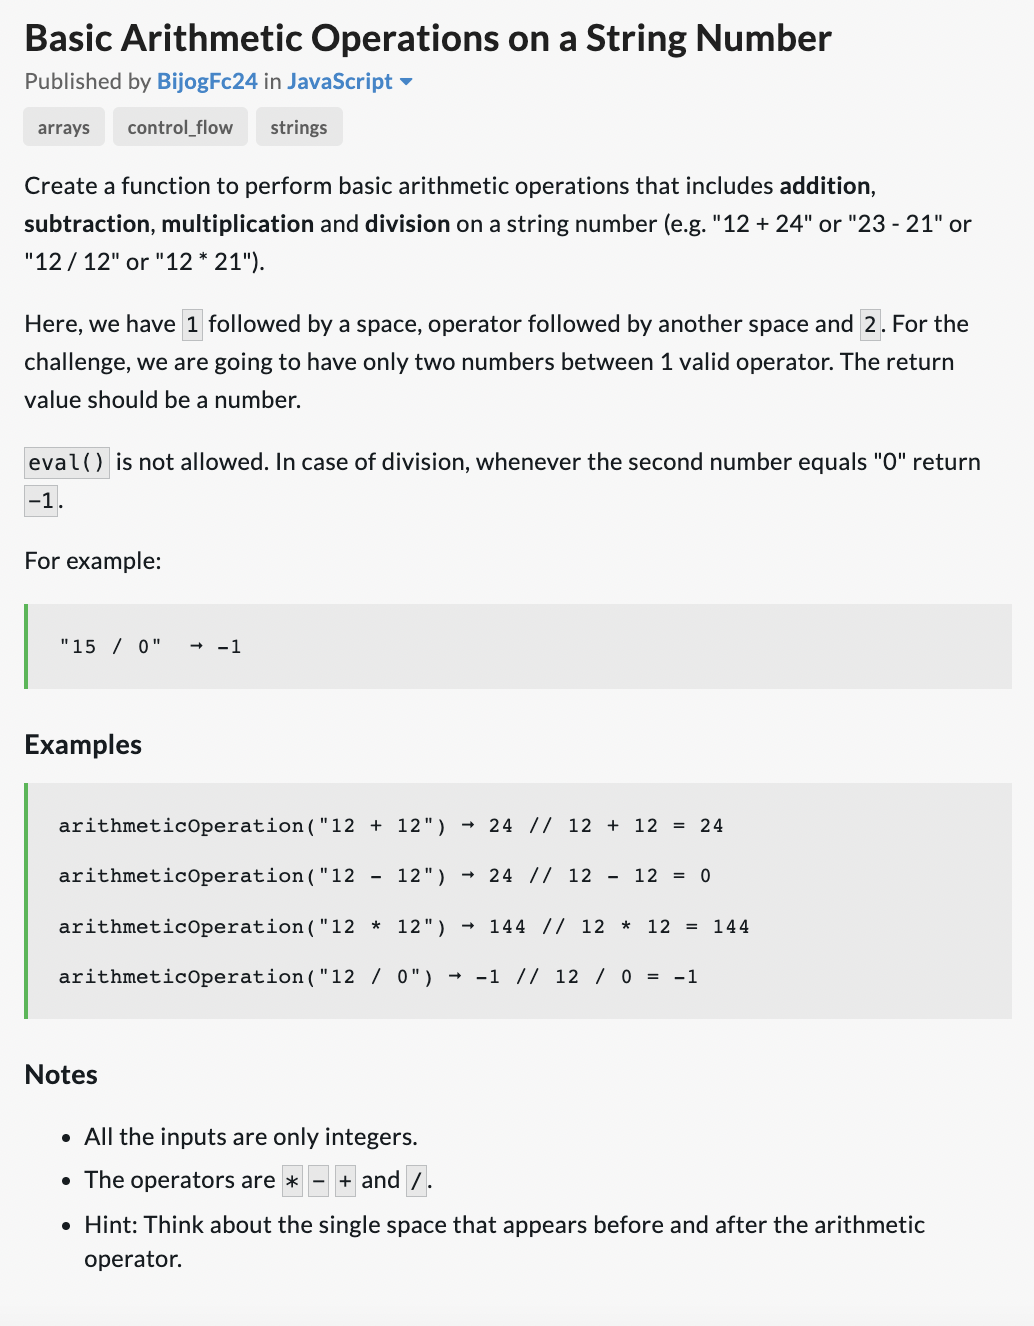 Basic Arithmetic Operations on a String Number
Published by BijogFc24 in JavaScript
arrays control_flow strings
Create a function to perform basic arithmetic operations that includes addition,
subtraction, multiplication and division on a string number (e.g. "12 + 24" or "23 - 21" or
"12 / 12" or "12 * 21").
Here, we have 1 followed by a space, operator followed by another space and 2. For the
challenge, we are going to have only two numbers between 1 valid operator. The return
value should be a number.
eval() is not allowed. In case of division, whenever the second number equals "0" return
-1.
For example:
"15 / 0" ➞ -1
Examples
arithmeticOperation("12 + 12") ➞ 24 // 12 + 12 = 24
arithmeticOperation("12 - 12") ➞ 24 // 12 - 12 = 0
arithmeticOperation("12 * 12") ➞ 144 // 12 * 12 = 144
arithmeticOperation("12 / 0") ➞ -1 // 12 / 0 = -1
Notes
• All the inputs are only integers.
• The operators are * - + and /.
• Hint: Think about the single space that appears before and after the arithmetic
operator.